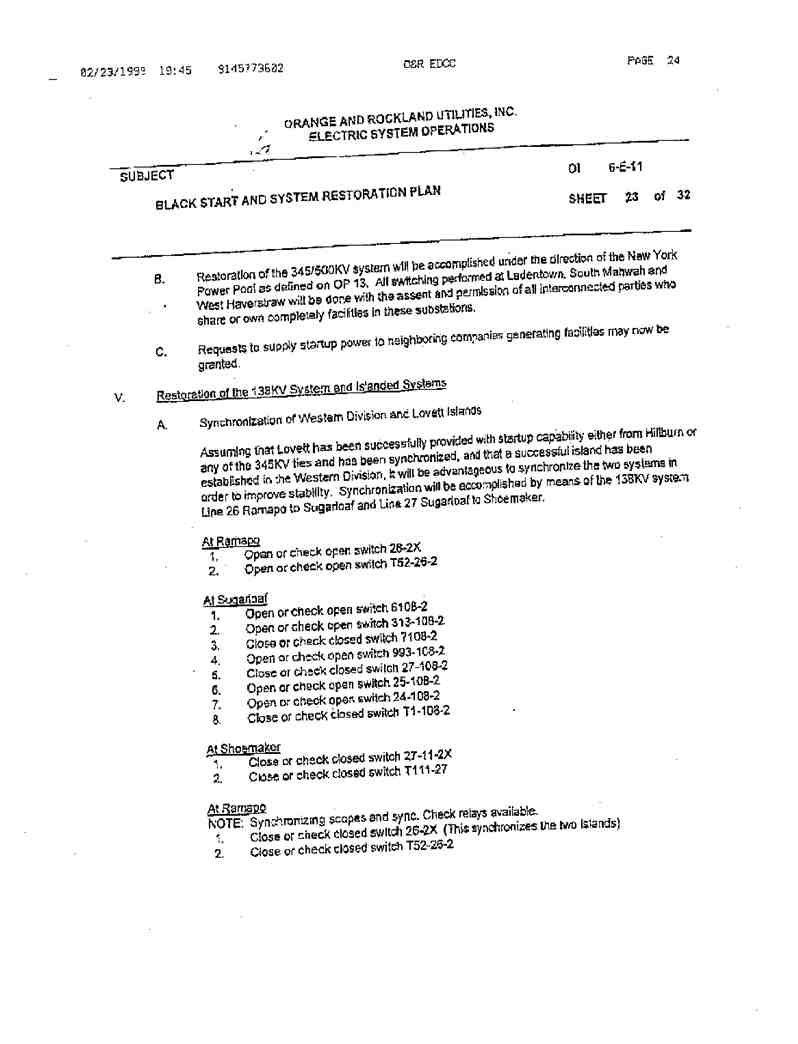 02/23/1999 19:45 9145773602 O&R EDCC PAGE 24
ORANGE AND ROCKLAND UTILITIES, INC.
ELECTRIC SYSTEM OPERATIONS
SUBJECT
OI 6-E-11
BLACK START AND SYSTEM RESTORATION PLAN
SHEET 23 of 32
B. Restoration of the 345/500KV system will be accomplished under the direction of the New York
Power Pool as defined on OP 13. All switching performed at Ladentown, South Mahwah and
West Haverstraw will be done with the assent and permission of all interconnected parties who
share or own completely facilities in these substations.
C. Requests to supply startup power to neighboring companies generating facilities may now be
granted.
V. Restoration of the 138KV System and Islanded Systems
A. Synchronization of Western Division and Lovett Islands
Assuming that Lovett has been successfully provided with startup capability either from Hillburn or
any of the 345KV ties and has been synchronized, and that a successful island has been
established in the Western Division, it will be advantageous to synchronize the two systems in
order to improve stability. Synchronization will be accomplished by means of the 138KV system
Line 26 Ramapo to Sugarloaf and Line 27 Sugarloaf to Shoemaker.
At Ramapo
1. Open or check open switch 26-2X
2. Open or check open switch T52-26-2
At Sugarloaf
1. Open or check open switch 6108-2
2. Open or check open switch 313-108-2
3. Close or check closed switch 7108-2
4. Open or check open switch 993-108-2
5. Close or check closed switch 27-108-2
6. Open or check open switch 25-108-2
7. Open or check open switch 24-108-2
8. Close or check closed switch T1-108-2
At Shoemaker
1. Close or check closed switch 27-11-2X
2. Close or check closed switch T111-27
At Ramapo
NOTE: Synchronizing scopes and sync. Check relays available.
1. Close or check closed switch 26-2X (This synchronizes the two Islands)
2. Close or check closed switch T52-26-2